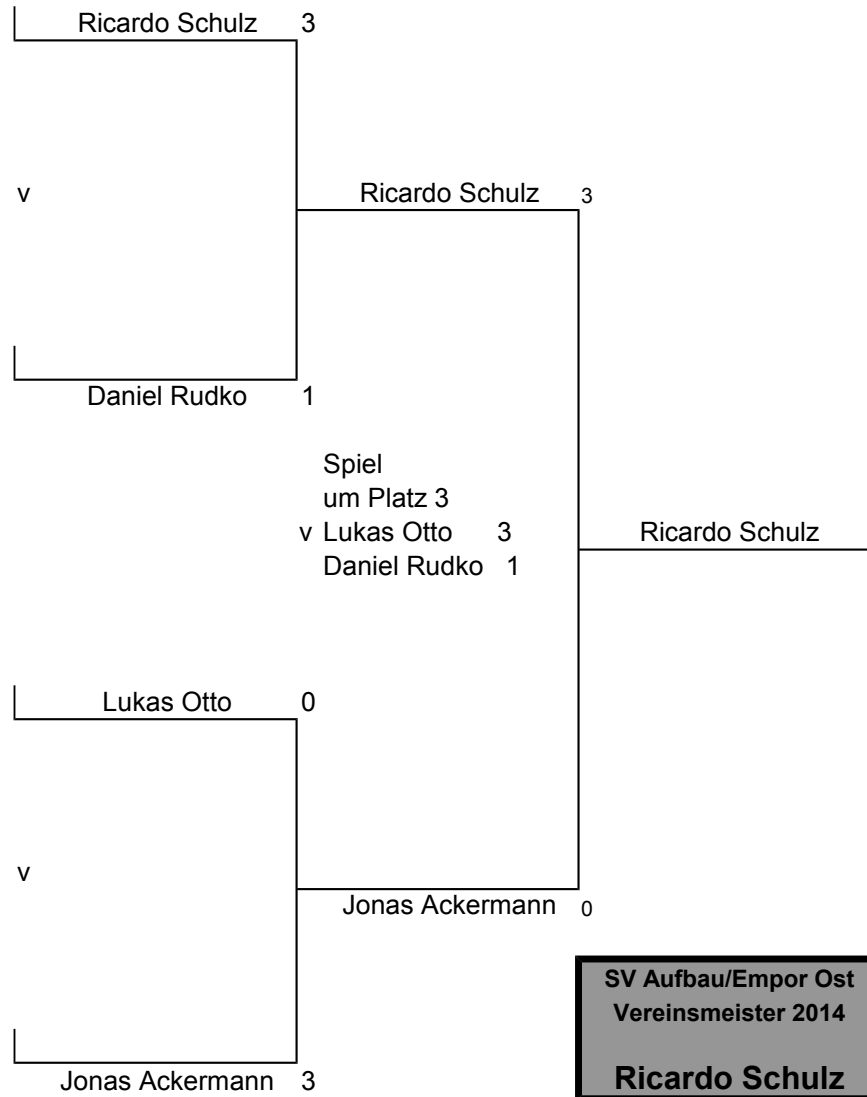 Ricardo Schulz 3
v
Ricardo Schulz 3
Daniel Rudko 1
Spiel
um Platz 3
v Lukas Otto 3
Daniel Rudko 1
Ricardo Schulz
Lukas Otto 0
v
Jonas Ackermann 0
Jonas Ackermann 3
SV Aufbau/Empor Ost
Vereinsmeister 2014
Ricardo Schulz